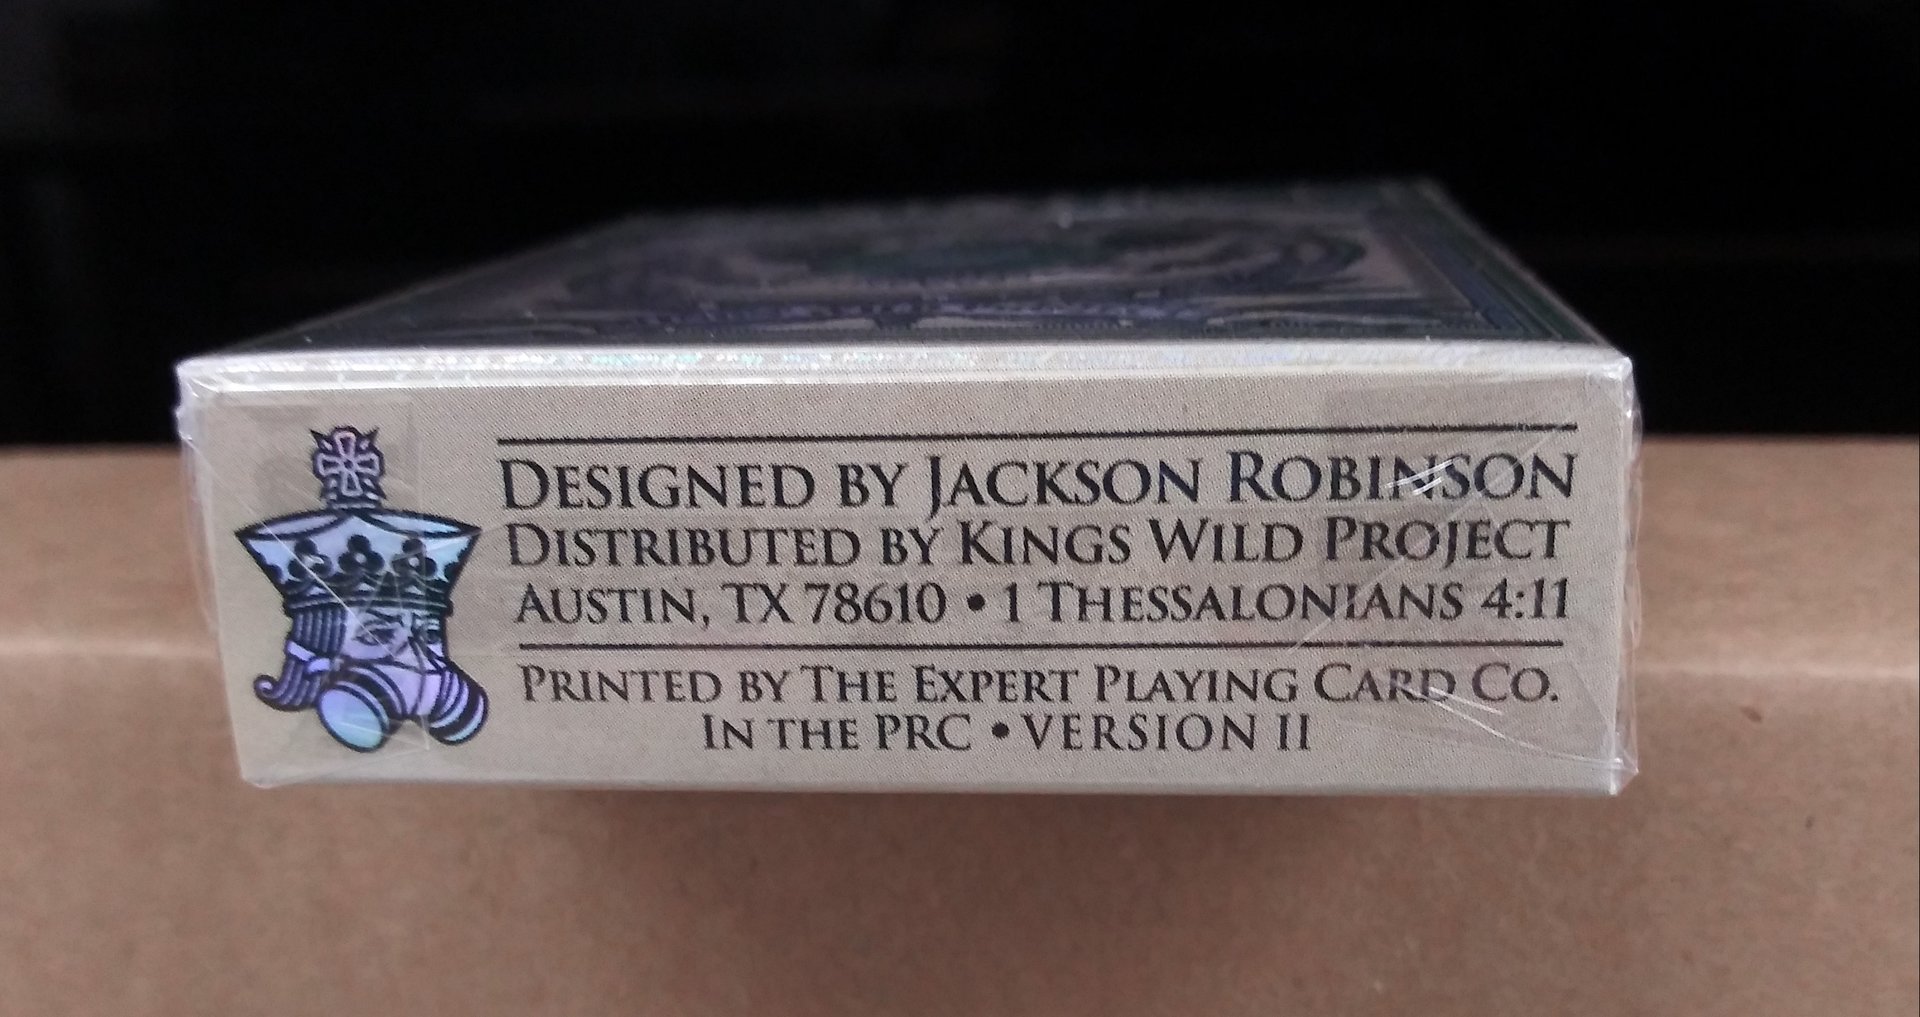 Designed by Jackson Robinson
Distributed by Kings Wild Project
Austin, TX 78610 • 1 Thessalonians 4:11
Printed by The Expert Playing Card Co.
In the PRC • VERSION II